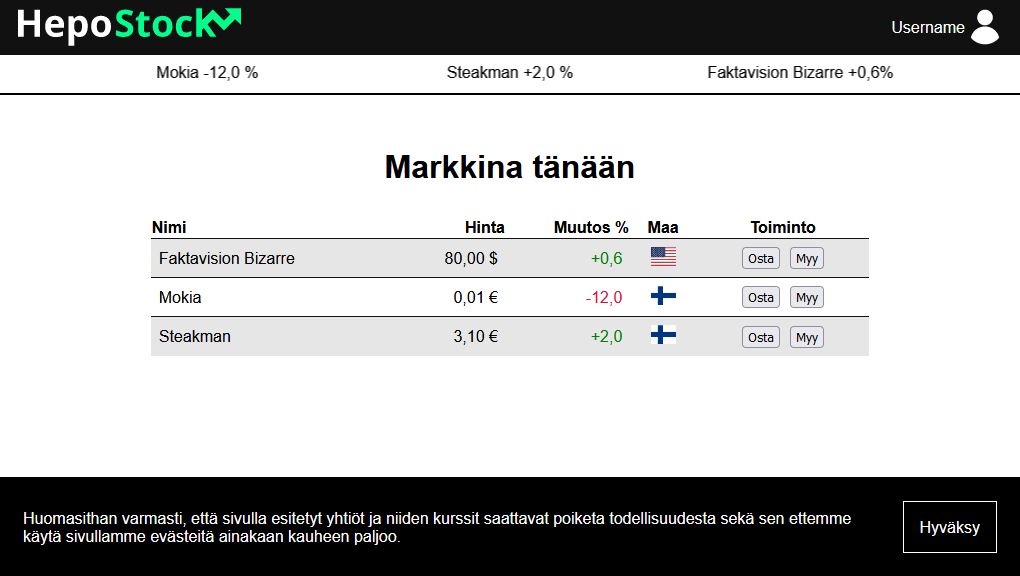 HepoStock
Username
Mokia -12,0 % Steakman +2,0 % Faktavision Bizarre +0,6%
Markkina tänään
Nimi Hinta Muutos % Maa Toiminto
Faktavision Bizarre 80,00 $ +0,6 Osta Myy
Mokia 0,01 € -12,0 Osta Myy
Steakman 3,10 € +2,0 Osta Myy
Huomasithan varmasti, että sivulla esitetyt yhtiöt ja niiden kurssit saattavat poiketa todellisuudesta sekä sen ettemme
käytä sivullamme evästeitä ainakaan kauheen paljoo.
Hyväksy